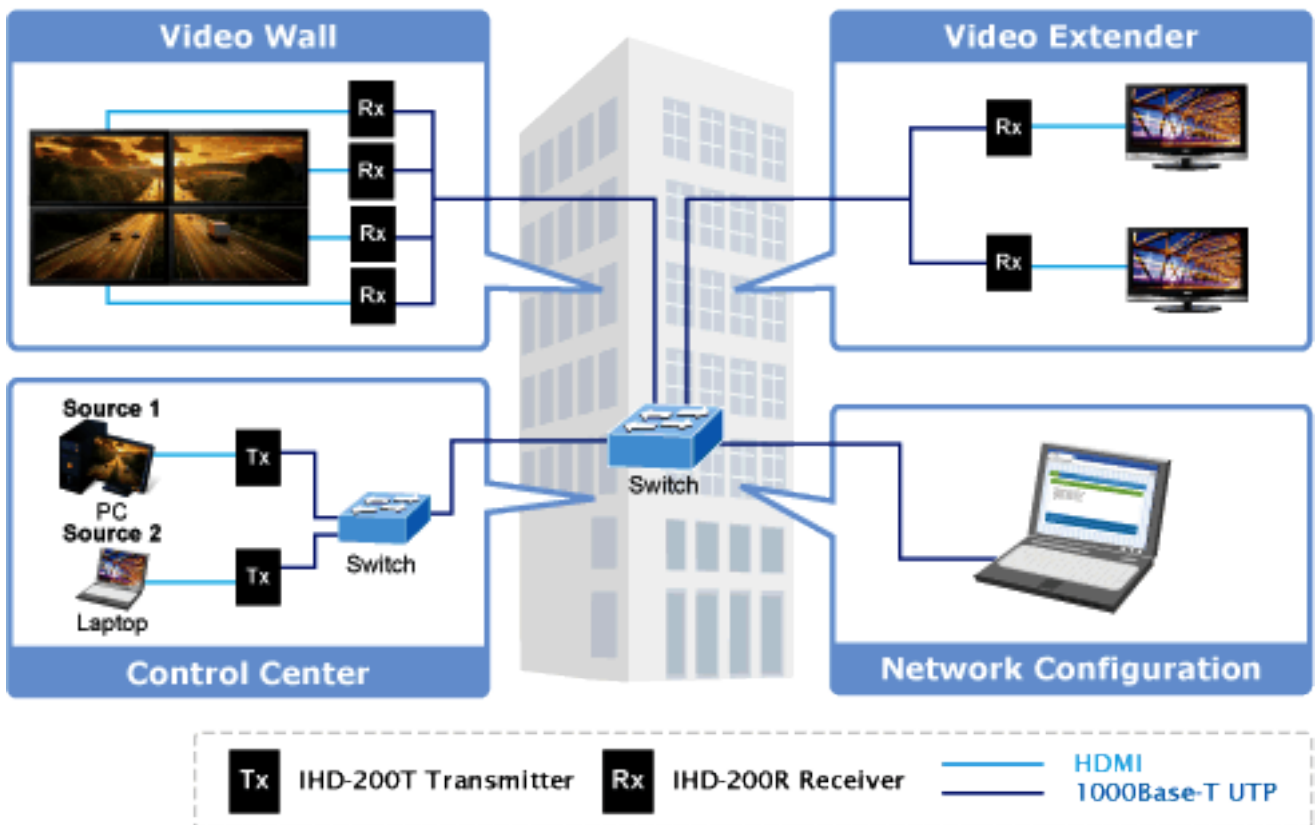 Video Wall
Rx
Rx
Rx
Rx
Video Extender
Rx
Rx
Source 1
Tx
PC
Source 2
Tx
Laptop
Switch
Control Center
Switch
Network Configuration
Tx IHD-200T Transmitter
Rx IHD-200R Receiver
HDMI
1000Base-T UTP